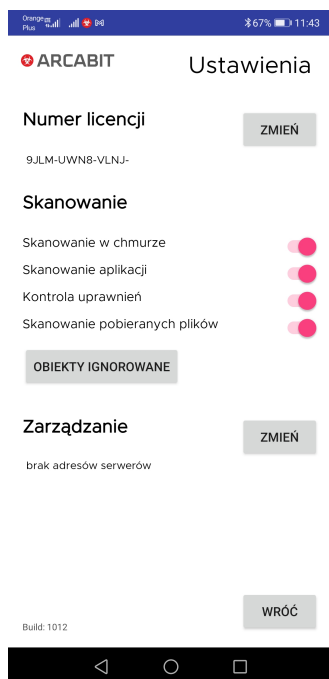 Orange
Plus
67% 11:43
ARCABIT
Ustawienia
Numer licencji
ZMIEŃ
9JLM-UWN8-VLNJ-
Skanowanie
Skanowanie w chmurze
Skanowanie aplikacji
Kontrola uprawnień
Skanowanie pobieranych plików
OBIEKTY IGNOROWANE
Zarządzanie
ZMIEŃ
brak adresów serwerów
WRÓĆ
Build: 1012